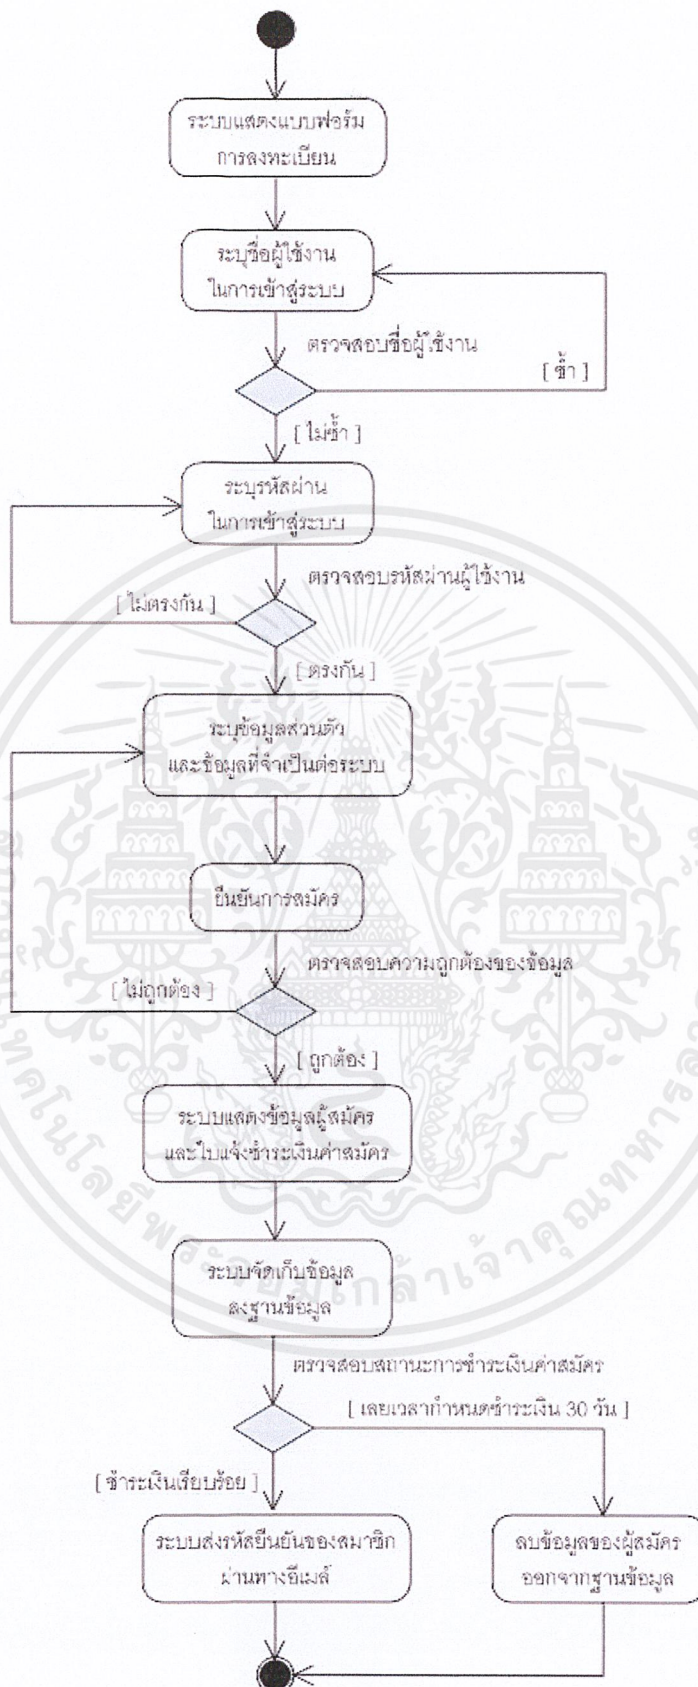 ระบบแสดงแบบฟอร์ม
การลงทะเบียน
ระบุชื่อผู้ใช้งาน
ในการเข้าสู่ระบบ
ตรวจสอบชื่อผู้ใช้งาน
[ ซ้ำ ]
[ ไม่ซ้ำ ]
ระบุรหัสผ่าน
ในการเข้าสู่ระบบ
ตรวจสอบรหัสผ่านผู้ใช้งาน
[ ไม่ตรงกัน ]
[ ตรงกัน ]
ระบุข้อมูลส่วนตัว
และข้อมูลที่จำเป็นต่อระบบ
ยืนยันการสมัคร
ตรวจสอบความถูกต้องของข้อมูล
[ ไม่ถูกต้อง ]
[ ถูกต้อง ]
ระบบแสดงข้อมูลผู้สมัคร
และใบแจ้งชำระเงินค่าสมัคร
ระบบจัดเก็บข้อมูล
ลงฐานข้อมูล
ตรวจสอบสถานะการชำระเงินค่าสมัคร
[ เลยเวลากำหนดชำระเงิน 30 วัน ]
[ ชำระเงินเรียบร้อย ]
ระบบส่งรหัสยืนยันของสมาชิก
ผ่านทางอีเมล์
ลบข้อมูลของผู้สมัคร
ออกจากฐานข้อมูล